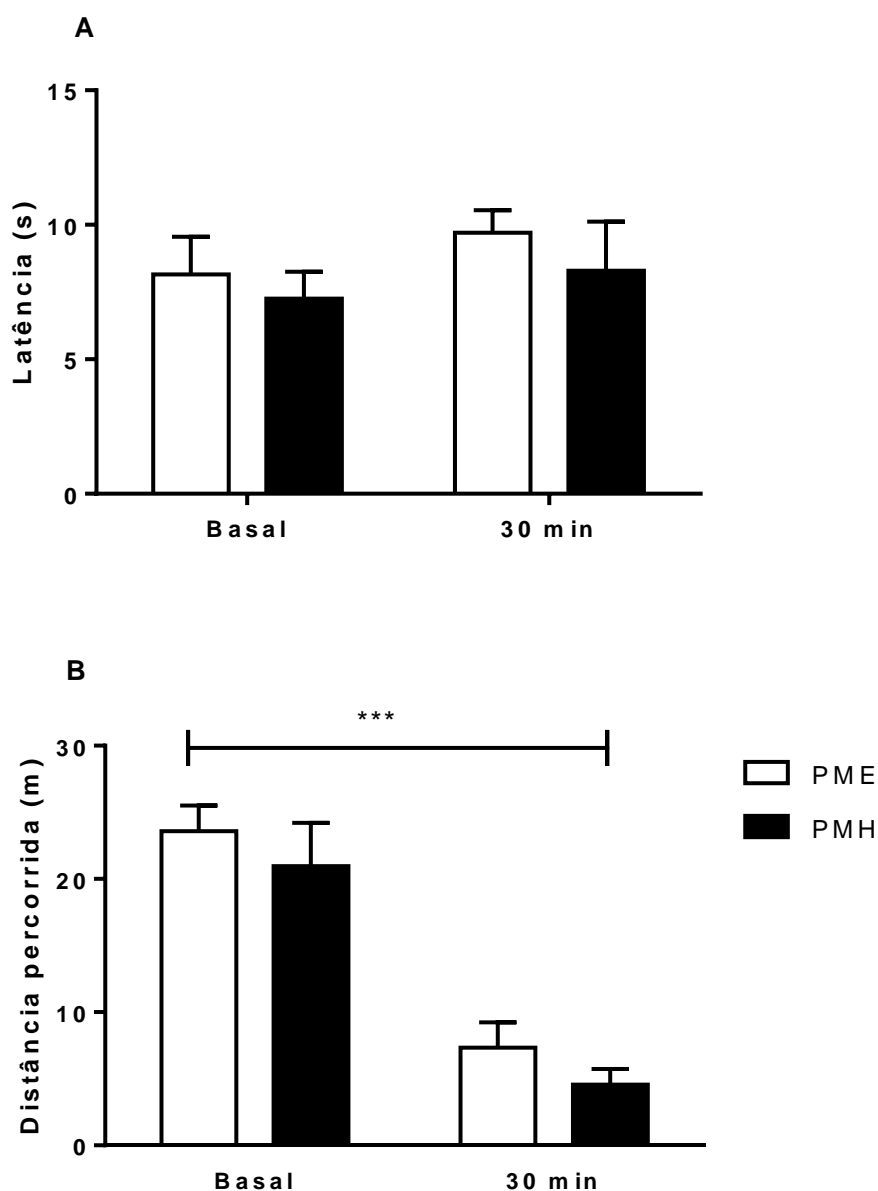 A
Latência (s)
15
10
5
0
Basal 30 min
B
***
Distância percorrida (m)
30
20
10
0
Basal 30 min
PME
PMH